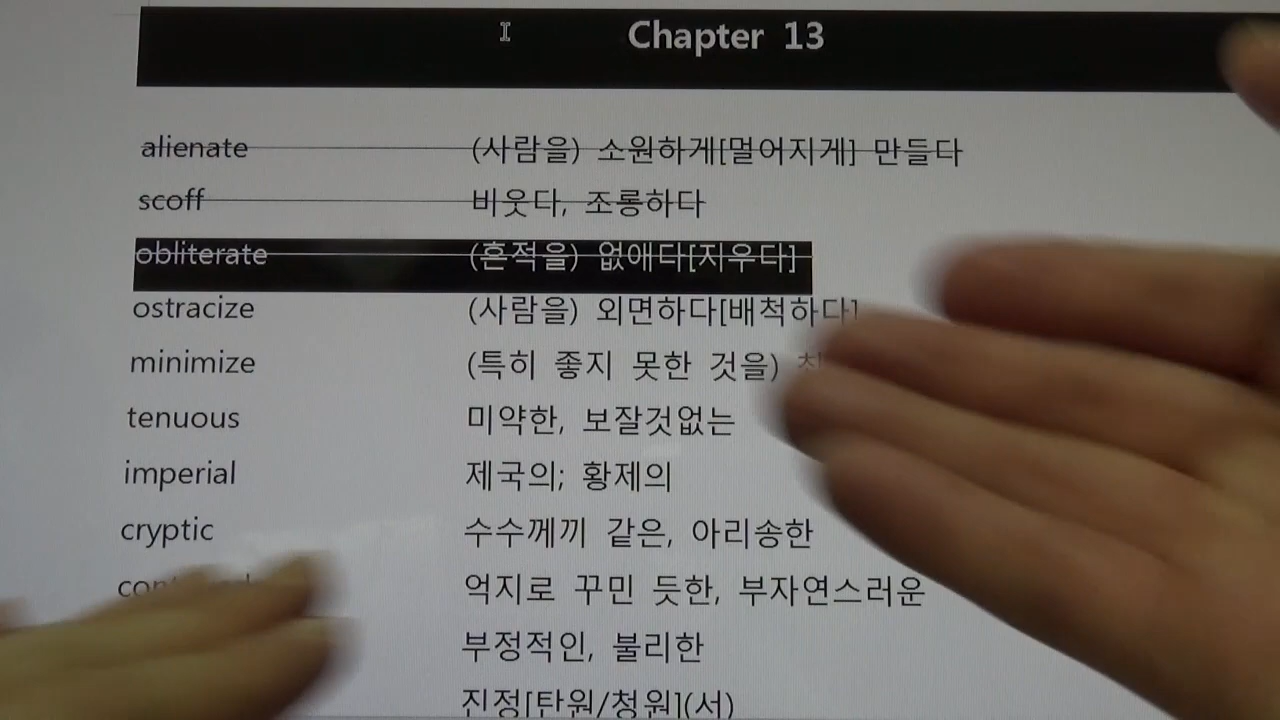 Chapter 13
alienate (사람을) 소원하게[멀어지게] 만들다
scoff 비웃다, 조롱하다
obliterate (흔적을) 없애다[지우다]
ostracize (사람을) 외면하다[배척하다]
minimize (특히 좋지 못한 것을)
tenuous 미약한, 보잘것없는
imperial 제국의; 황제의
cryptic 수수께끼 같은, 아리송한
억지로 꾸민 듯한, 부자연스러운
부정적인, 불리한
진정[탄원/청원](서)